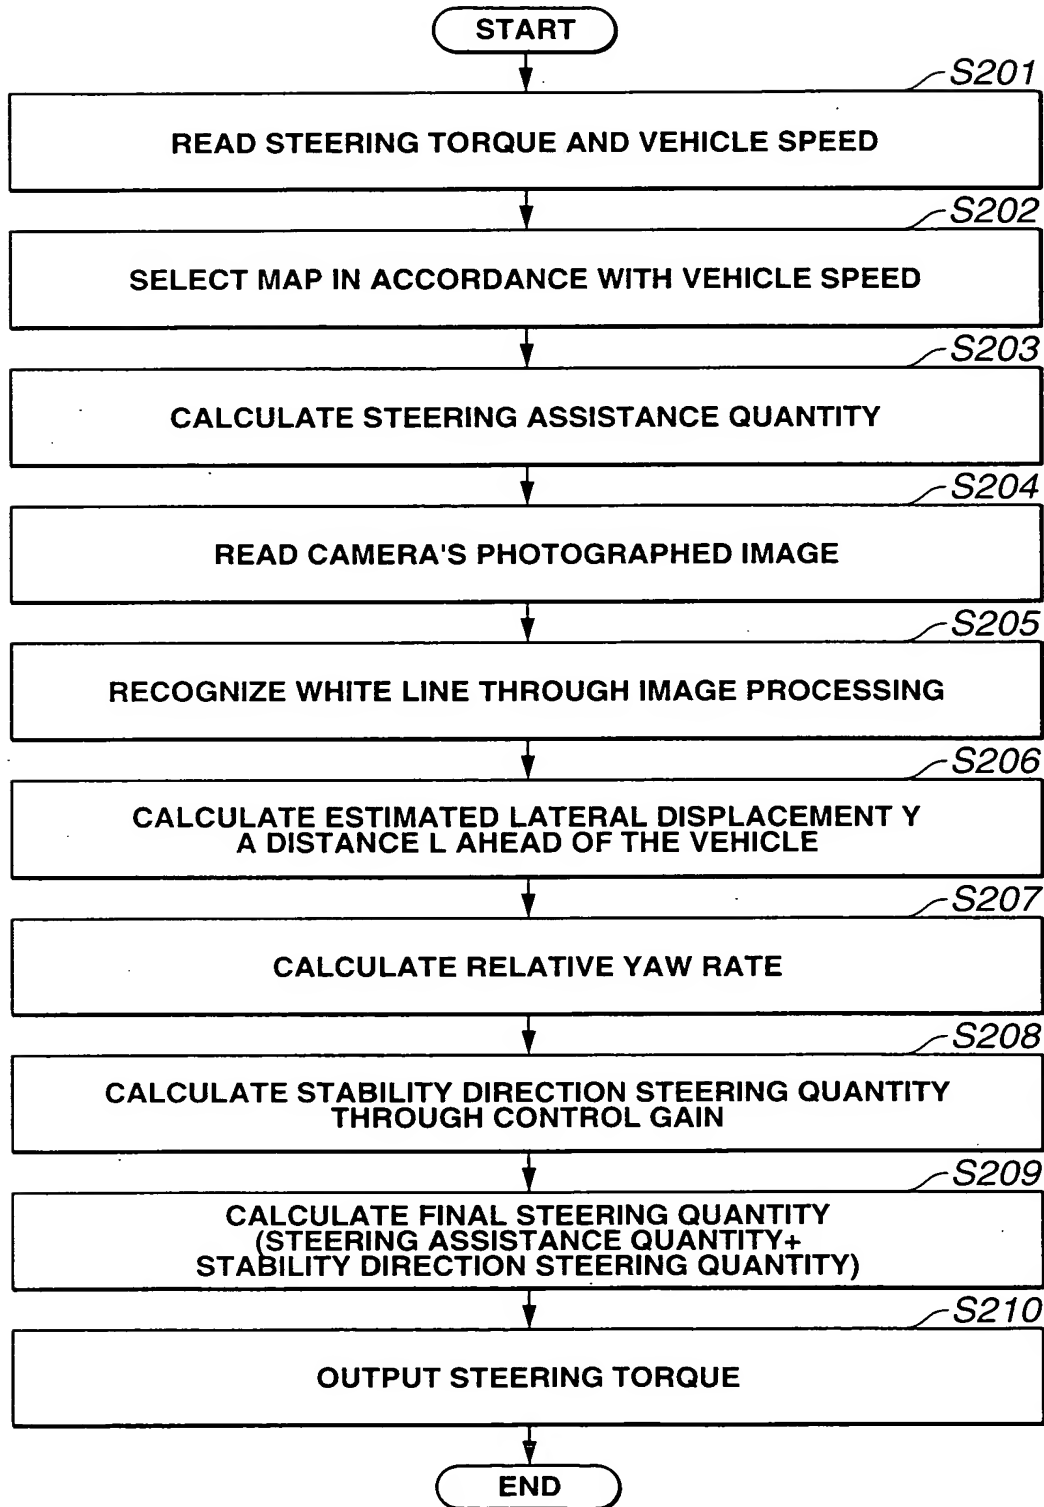 START
S201
READ STEERING TORQUE AND VEHICLE SPEED
S202
SELECT MAP IN ACCORDANCE WITH VEHICLE SPEED
S203
CALCULATE STEERING ASSISTANCE QUANTITY
S204
READ CAMERA'S PHOTOGRAPHED IMAGE
S205
RECOGNIZE WHITE LINE THROUGH IMAGE PROCESSING
S206
CALCULATE ESTIMATED LATERAL DISPLACEMENT Y
A DISTANCE L AHEAD OF THE VEHICLE
S207
CALCULATE RELATIVE YAW RATE
S208
CALCULATE STABILITY DIRECTION STEERING QUANTITY
THROUGH CONTROL GAIN
S209
CALCULATE FINAL STEERING QUANTITY
(STEERING ASSISTANCE QUANTITY+
STABILITY DIRECTION STEERING QUANTITY)
S210
OUTPUT STEERING TORQUE
END